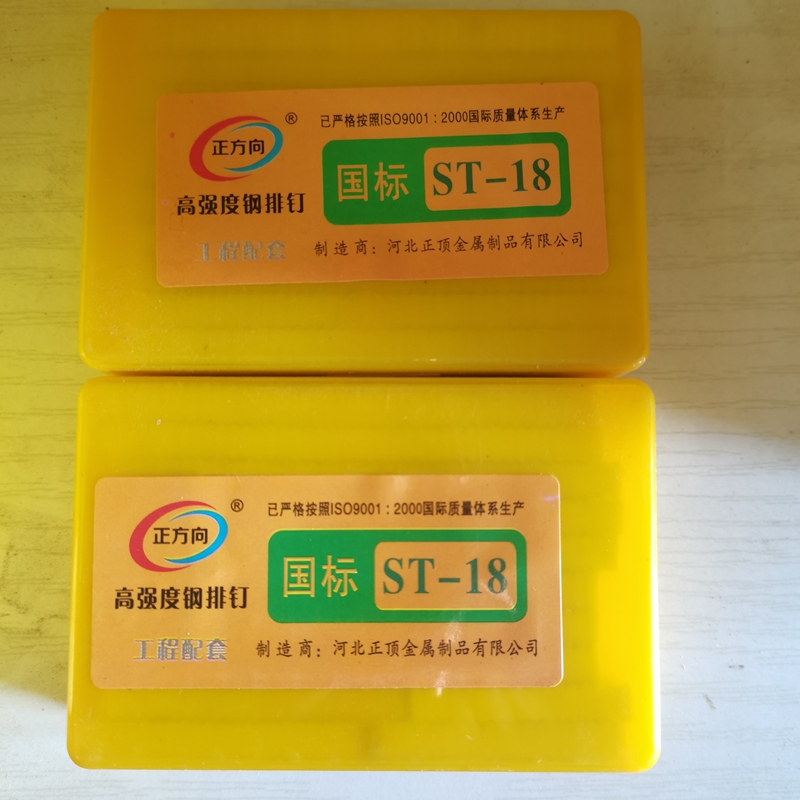 已严格按照ISO9001：2000国际质量体系生产
正方向®
国标 ST-18
高强度钢排钉
工程配套
制造商：河北正顶金属制品有限公司
已严格按照ISO9001：2000国际质量体系生产
正方向®
国标 ST-18
高强度钢排钉
工程配套
制造商：河北正顶金属制品有限公司